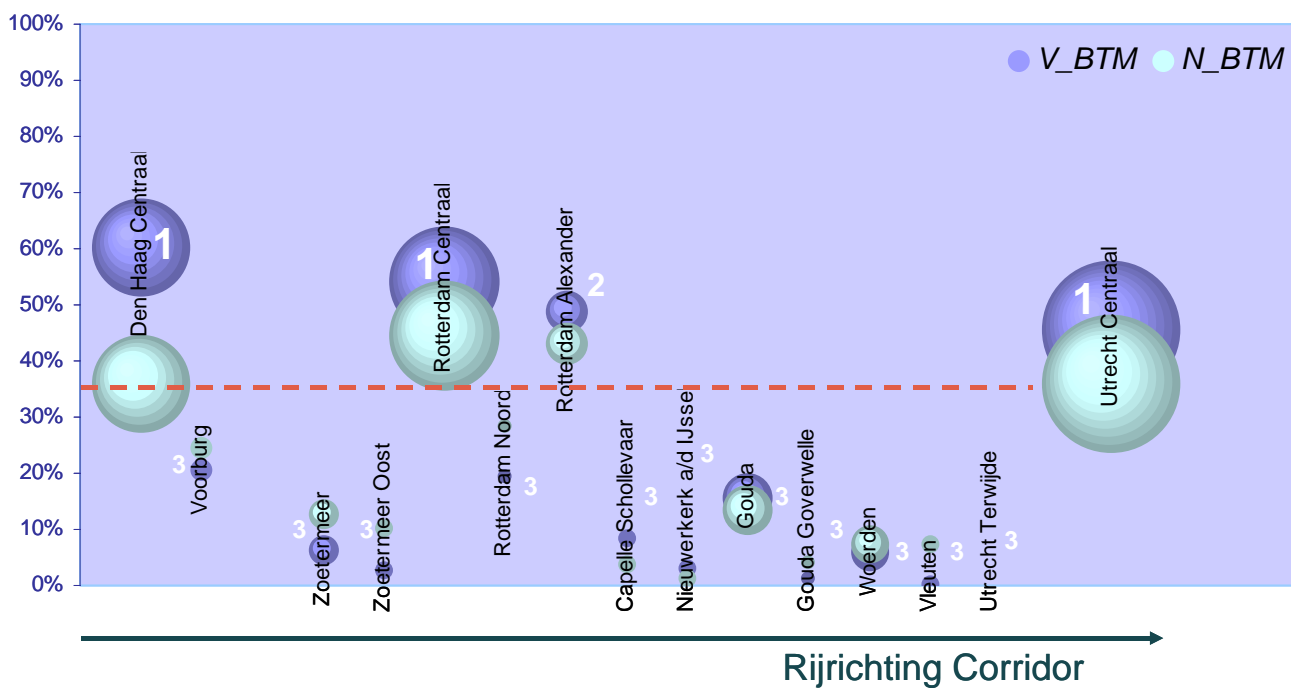 100%
90%
80%
70%
60%
50%
40%
30%
20%
10%
0%
V_BTM
N_BTM
Den Haag Centraal
1
Voorburg
3
Zoetermeer
3
Zoetermeer Oost
3
Rotterdam Centraal
1
Rotterdam Noord
3
Rotterdam Alexander
2
Capelle Schollevaar
3
Nieuwerkerk a/d IJssel
3
Gouda
3
Gouda Goverwelle
3
Woerden
3
Vleuten
3
Utrecht Terwijde
3
Utrecht Centraal
1
Rijrichting Corridor